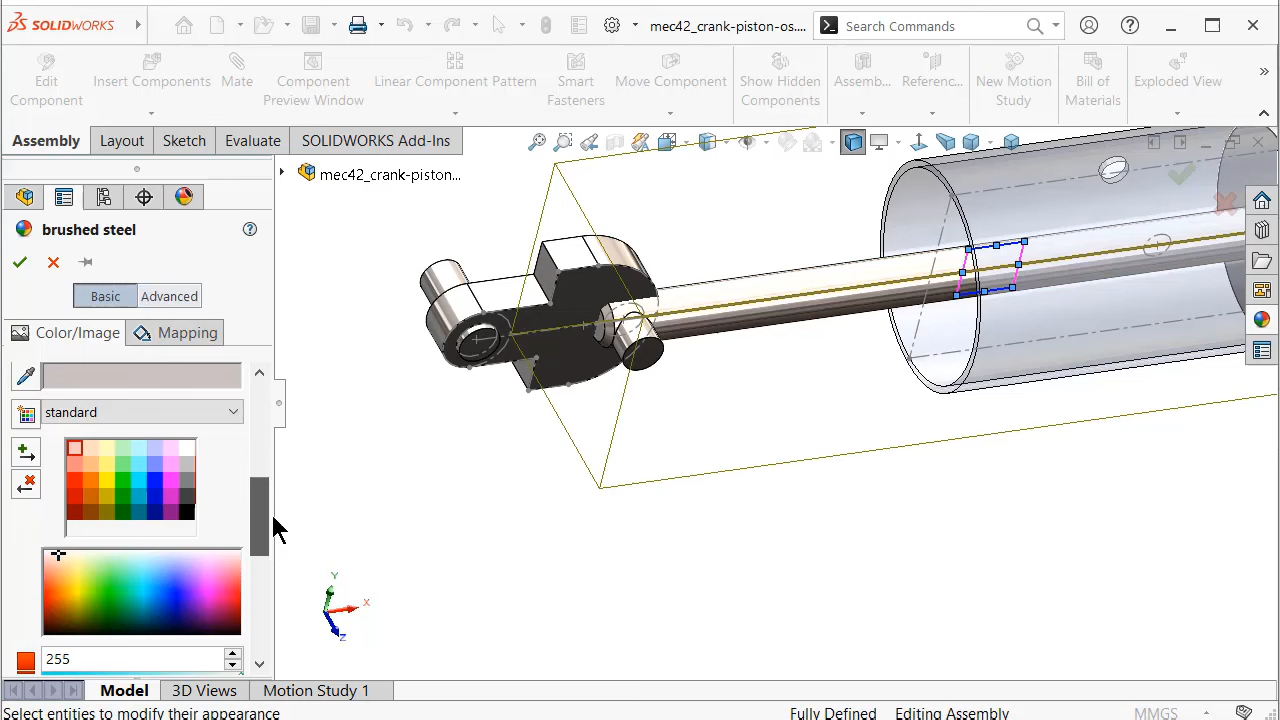 SOLIDWORKS
mec42_crank-piston-os....
Search Commands
Edit Component
Insert Components
Mate
Component Preview Window
Linear Component Pattern
Smart Fasteners
Move Component
Show Hidden Components
Assemb...
Referenc...
New Motion Study
Bill of Materials
Exploded View
Assembly
Layout
Sketch
Evaluate
SOLIDWORKS Add-Ins
mec42_crank-piston...
brushed steel
Basic
Advanced
Color/Image
Mapping
standard
255
Y
X
Z
Model
3D Views
Motion Study 1
Select entities to modify their appearance
Fully Defined
Editing Assembly
MMGS